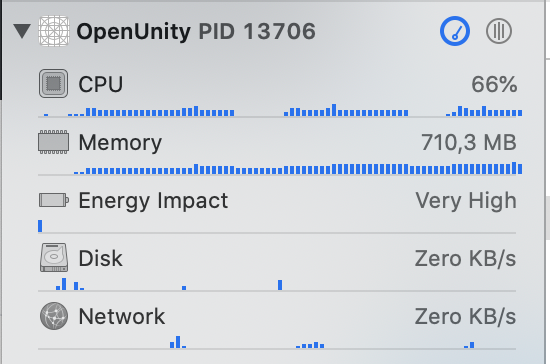 OpenUnity PID 13706
CPU 66%
Memory 710,3 MB
Energy Impact Very High
Disk Zero KB/s
Network Zero KB/s